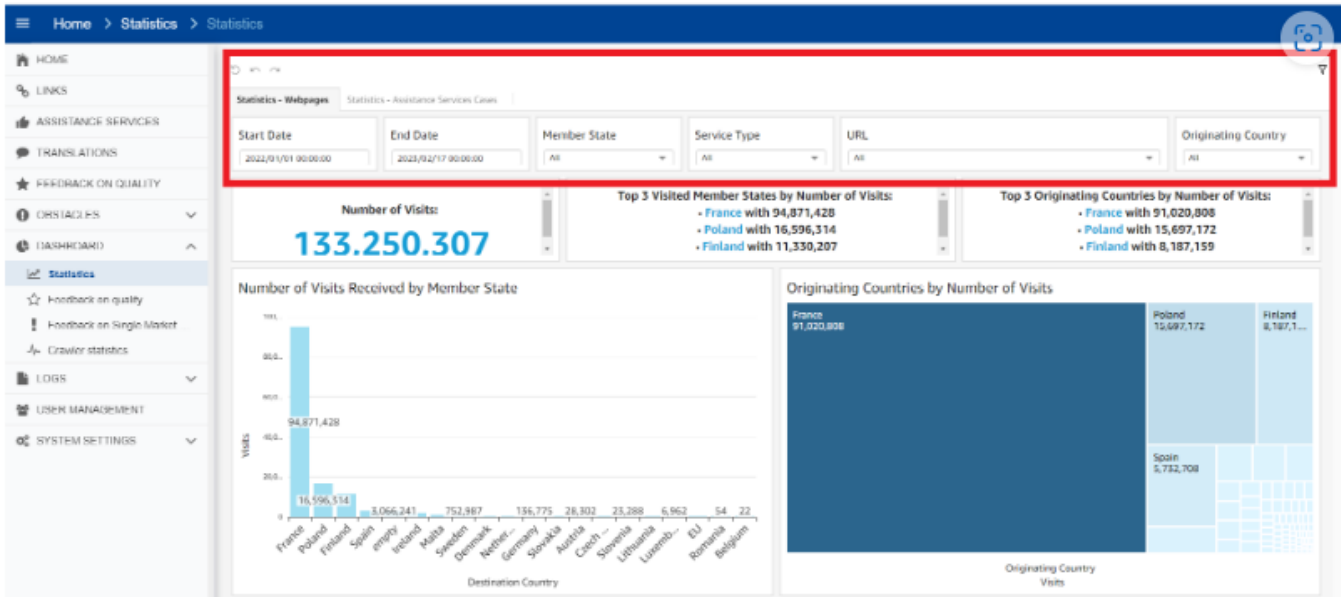 Home > Statistics > Statistics
HOME
LINKS
ASSISTANCE SERVICES
TRANSLATIONS
FEEDBACK ON QUALITY
OBSTACLES
DASHBOARD
Statistics
Feedback on quality
Feedback on Single Market ...
Crawler statistics
LOGS
USER MANAGEMENT
SYSTEM SETTINGS
Statistics - Webpages Statistics - Assistance Services Cases
Start Date End Date Member State Service Type URL Originating Country
2022/01/01 00:00:00 2023/02/17 00:00:00 All All All All
Number of Visits:
133.250.307
Top 3 Visited Member States by Number of Visits:
• France with 94,871,428
• Poland with 16,596,314
• Finland with 11,330,207
Top 3 Originating Countries by Number of Visits:
• France with 91,020,808
• Poland with 15,697,172
• Finland with 8,187,159
Number of Visits Received by Member State
Visits
94,871,428
16,596,314
3,066,241 752,987 136,775 28,302 23,288 6,962 54 22
France Poland Finland Spain empty Ireland Malta Sweden Denmark Nether... Germany Slovakia Austria Czech ... Slovenia Lithuania Luxemb... EU Romania Belgium
Destination Country
Originating Countries by Number of Visits
France
91,020,808
Poland
15,697,172
Finland
8,187,1...
Spain
5,732,708
Originating Country
Visits